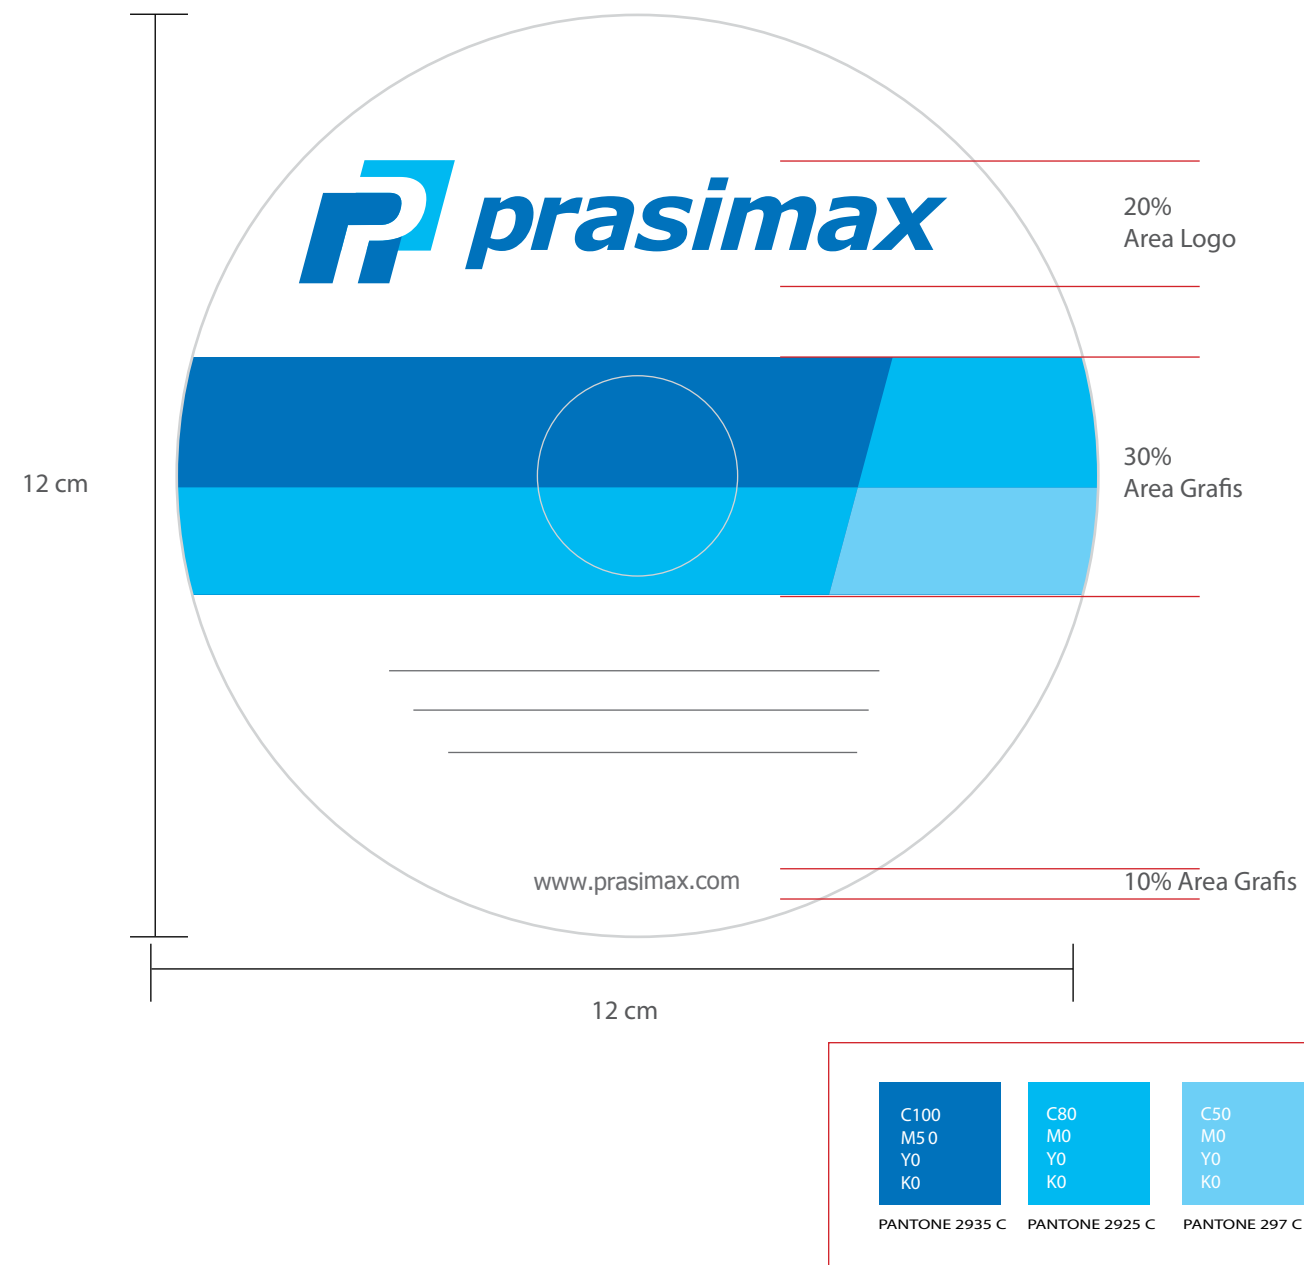 prasimax
20%
Area Logo
30%
Area Grafis
12 cm
www.prasimax.com
10% Area Grafis
12 cm
C100
M50
Y0
K0
PANTONE 2935 C
C80
M0
Y0
K0
PANTONE 2925 C
C50
M0
Y0
K0
PANTONE 297 C